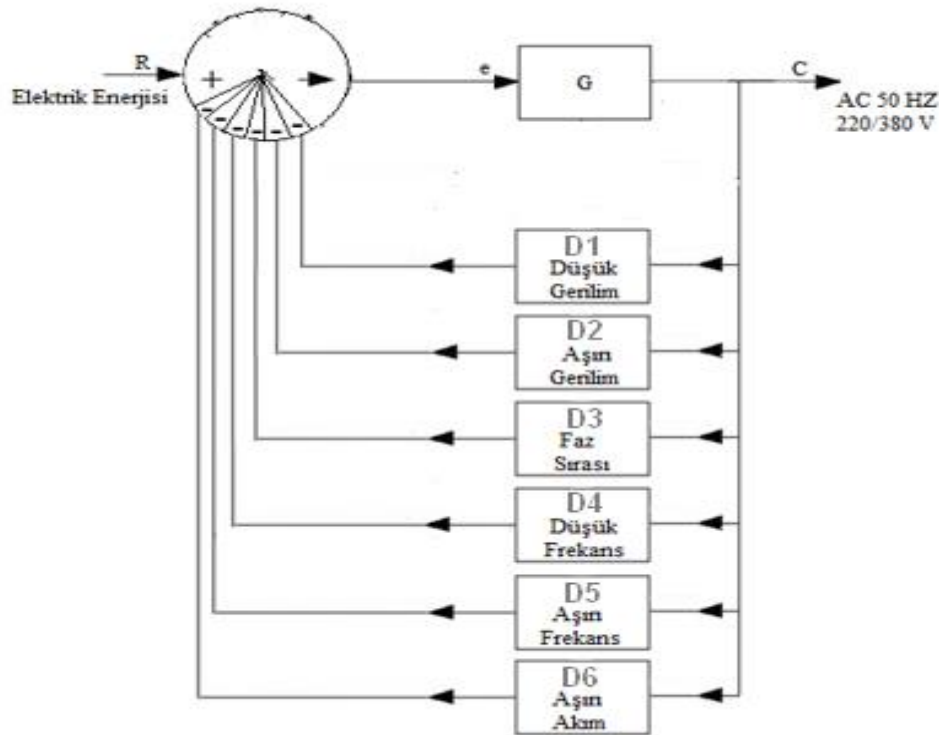 R
Elektrik Enerjisi
+
-
-
-
-
-
-
e
G
C
AC 50 HZ
220/380 V
D1
Düşük
Gerilim
D2
Aşırı
Gerilim
D3
Faz
Sırası
D4
Düşük
Frekans
D5
Aşırı
Frekans
D6
Aşırı
Akım